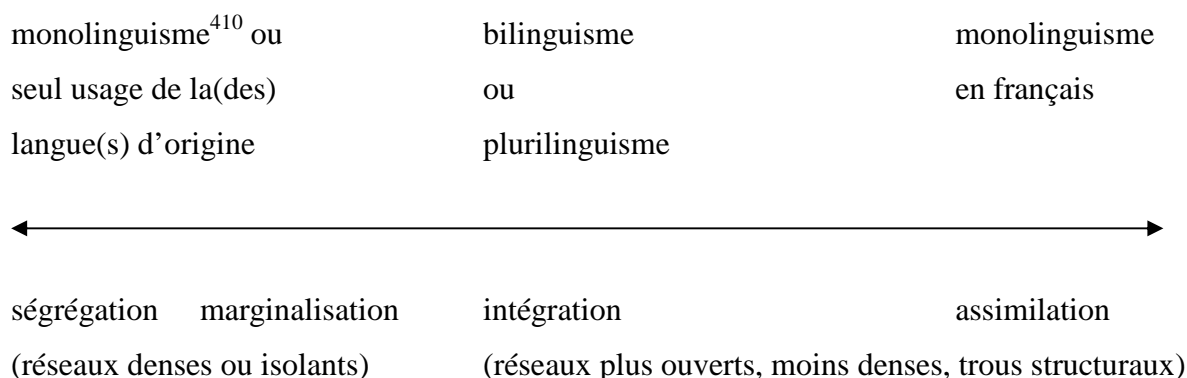 monolinguisme410 ou bilinguisme monolinguisme
seul usage de la(des) ou en français
langue(s) d’origine plurilinguisme
ségrégation marginalisation intégration assimilation
(réseaux denses ou isolants) (réseaux plus ouverts, moins denses, trous structuraux)